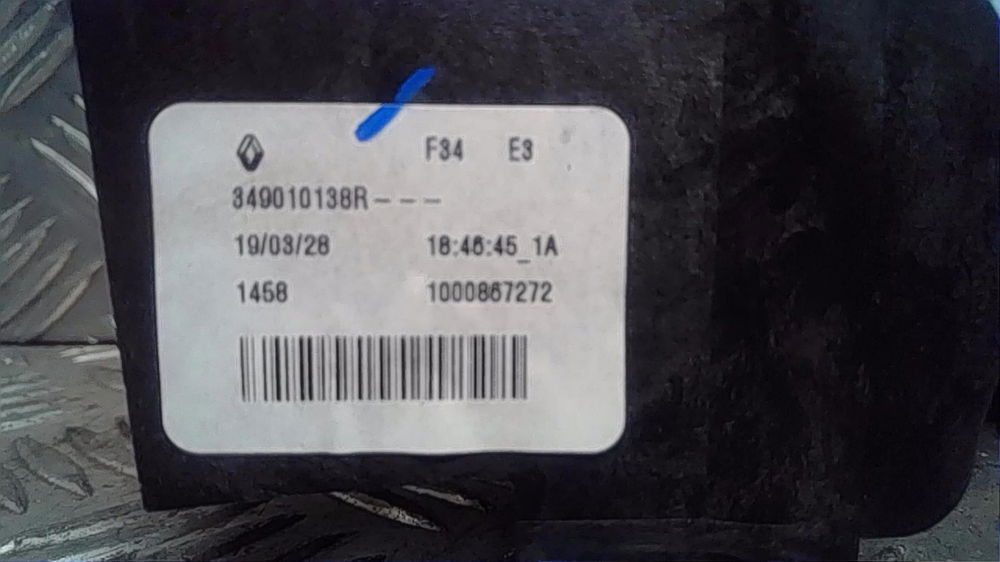 F34 E3
349010138R---
19/03/28 18:46:45_1A
1458 1000867272